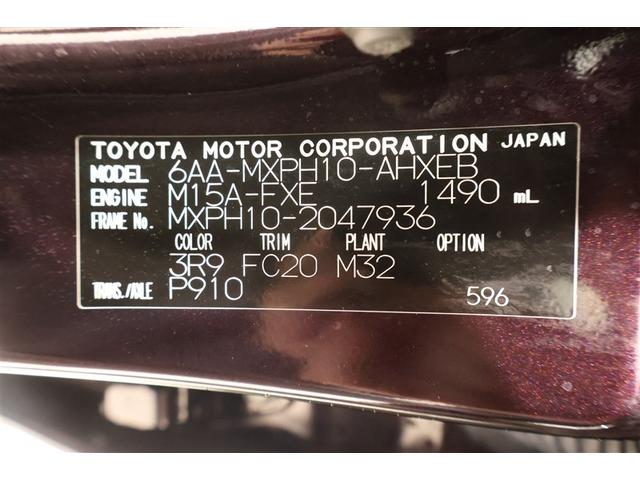 TOYOTA MOTOR CORPORATION JAPAN
MODEL 6AA-MXPH10-AHXEB
ENGINE M15A-FXE 1490 mL
FRAME No. MXPH10-2047936
COLOR TRIM PLANT OPTION
3R9 FC20 M32
TRANS./AXLE P910
596